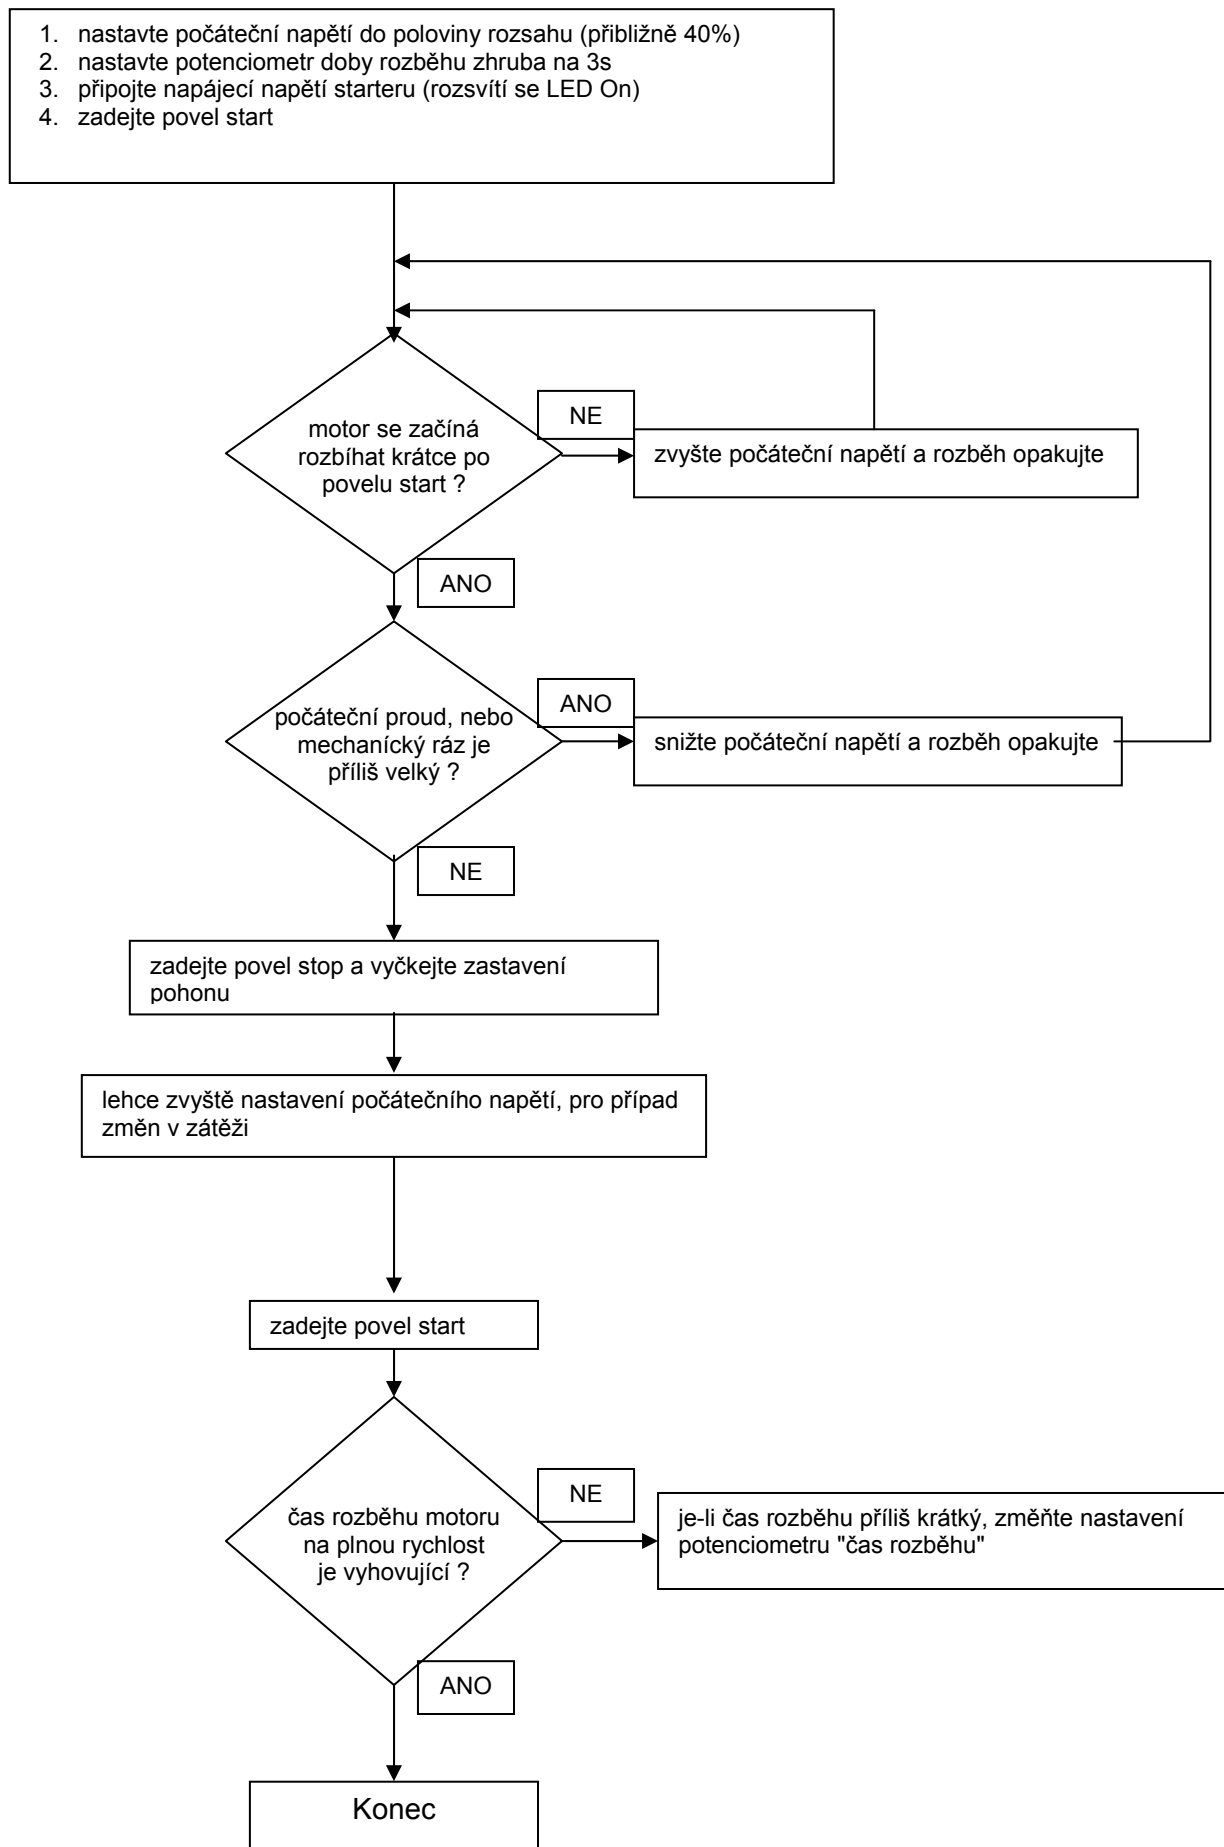 1. nastavte počáteční napětí do poloviny rozsahu (přibližně 40%)
2. nastavte potenciometr doby rozběhu zhruba na 3s
3. připojte napájecí napětí starteru (rozsvítí se LED On)
4. zadejte povel start
motor se začíná
rozbíhat krátce po
povelu start ?
NE
zvyšte počáteční napětí a rozběh opakujte
ANO
počáteční proud, nebo
mechanícký ráz je
příliš velký ?
ANO
snižte počáteční napětí a rozběh opakujte
NE
zadejte povel stop a vyčkejte zastavení
pohonu
lehce zvyště nastavení počátečního napětí, pro případ
změn v zátěži
zadejte povel start
čas rozběhu motoru
na plnou rychlost
je vyhovující ?
NE
je-li čas rozběhu příliš krátký, změňte nastavení
potenciometru "čas rozběhu"
ANO
Konec